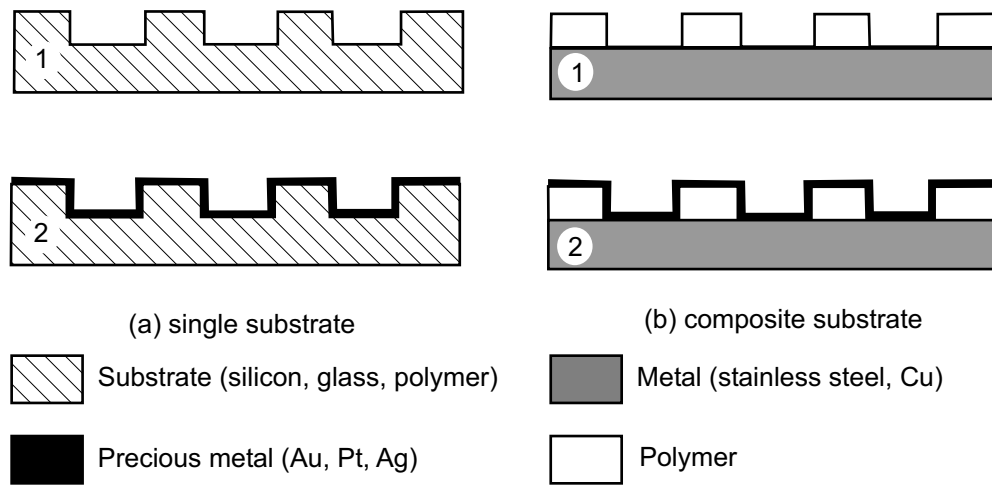 1
1
2
2
(a) single substrate
(b) composite substrate
Substrate (silicon, glass, polymer)
Metal (stainless steel, Cu)
Precious metal (Au, Pt, Ag)
Polymer